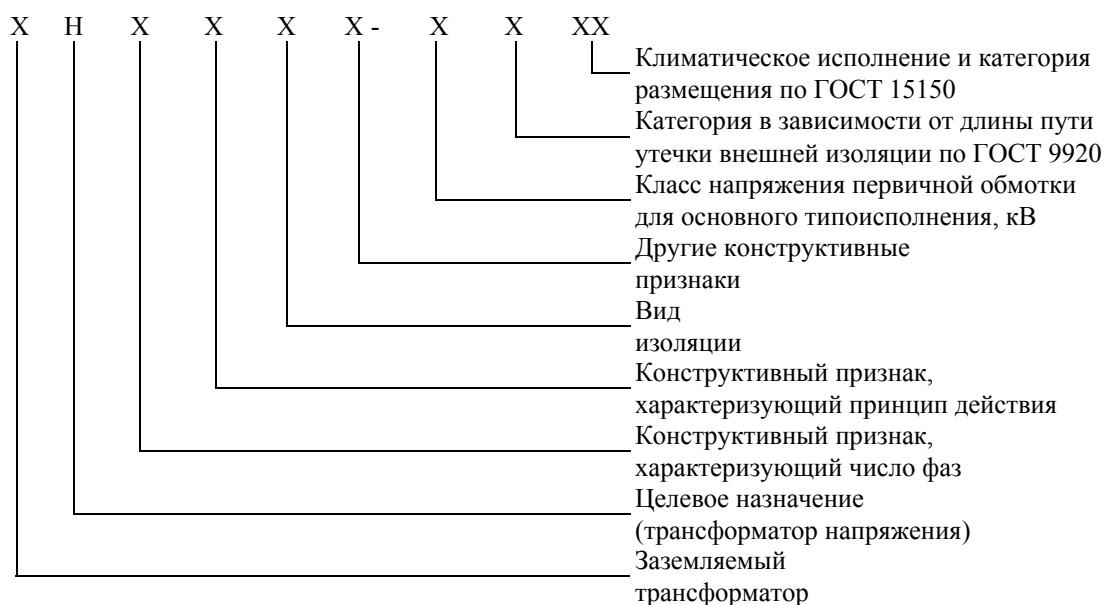 Х Н Х Х Х Х - Х Х ХХ
Климатическое исполнение и категория
размещения по ГОСТ 15150
Категория в зависимости от длины пути
утечки внешней изоляции по ГОСТ 9920
Класс напряжения первичной обмотки
для основного типоисполнения, кВ
Другие конструктивные
признаки
Вид
изоляции
Конструктивный признак,
характеризующий принцип действия
Конструктивный признак,
характеризующий число фаз
Целевое назначение
(трансформатор напряжения)
Заземляемый
трансформатор